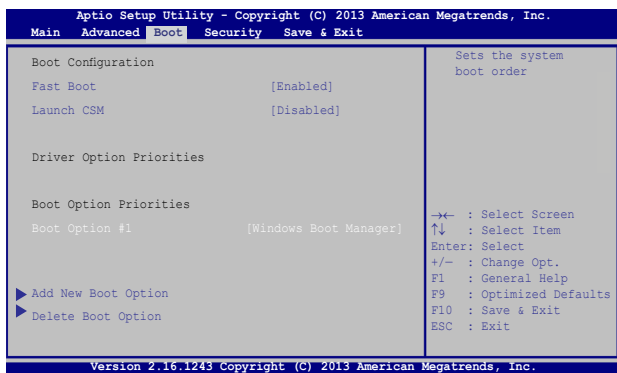 Aptio Setup Utility - Copyright (C) 2013 American Megatrends, Inc.
Main Advanced Boot Security Save & Exit
Boot Configuration
Fast Boot [Enabled]
Launch CSM [Disabled]
Driver Option Priorities
Boot Option Priorities
Boot Option #1 [Windows Boot Manager]
Add New Boot Option
Delete Boot Option
Sets the system
boot order
→← : Select Screen
↑↓ : Select Item
Enter: Select
+/— : Change Opt.
F1 : General Help
F9 : Optimized Defaults
F10 : Save & Exit
ESC : Exit
Version 2.16.1243 Copyright (C) 2013 American Megatrends, Inc.